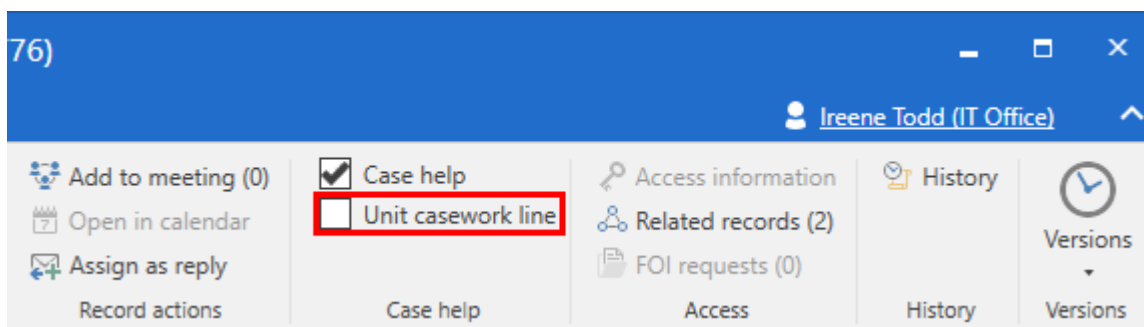 76)
Ireene Todd (IT Office)
Add to meeting (0)
7 Open in calendar
Assign as reply
Record actions
Case help
Unit casework line
Case help
Access information
Related records (2)
FOI requests (0)
Access
History
History
Versions
Versions